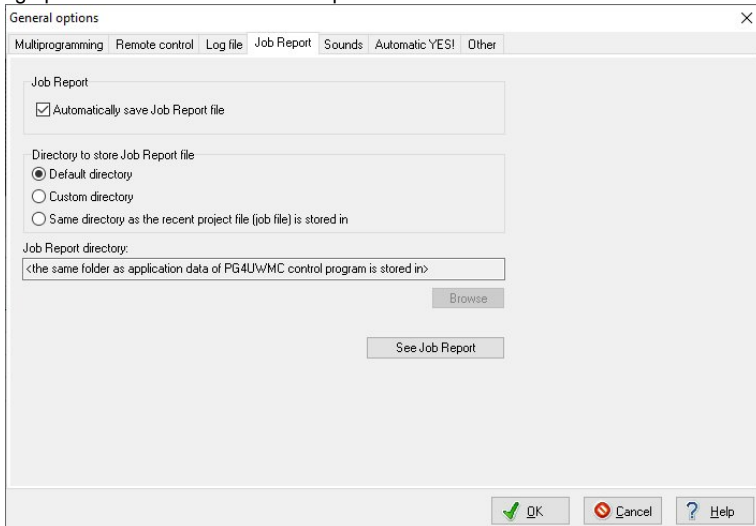 General options
Multiprogramming Remote control Log file Job Report Sounds Automatic YES! Other
Job Report
Automatically save Job Report file
Directory to store Job Report file
Default directory
Custom directory
Same directory as the recent project file (job file) is stored in
Job Report directory:
<the same folder as application data of PG4UWMC control program is stored in>
Browse
See Job Report
OK Cancel ? Help